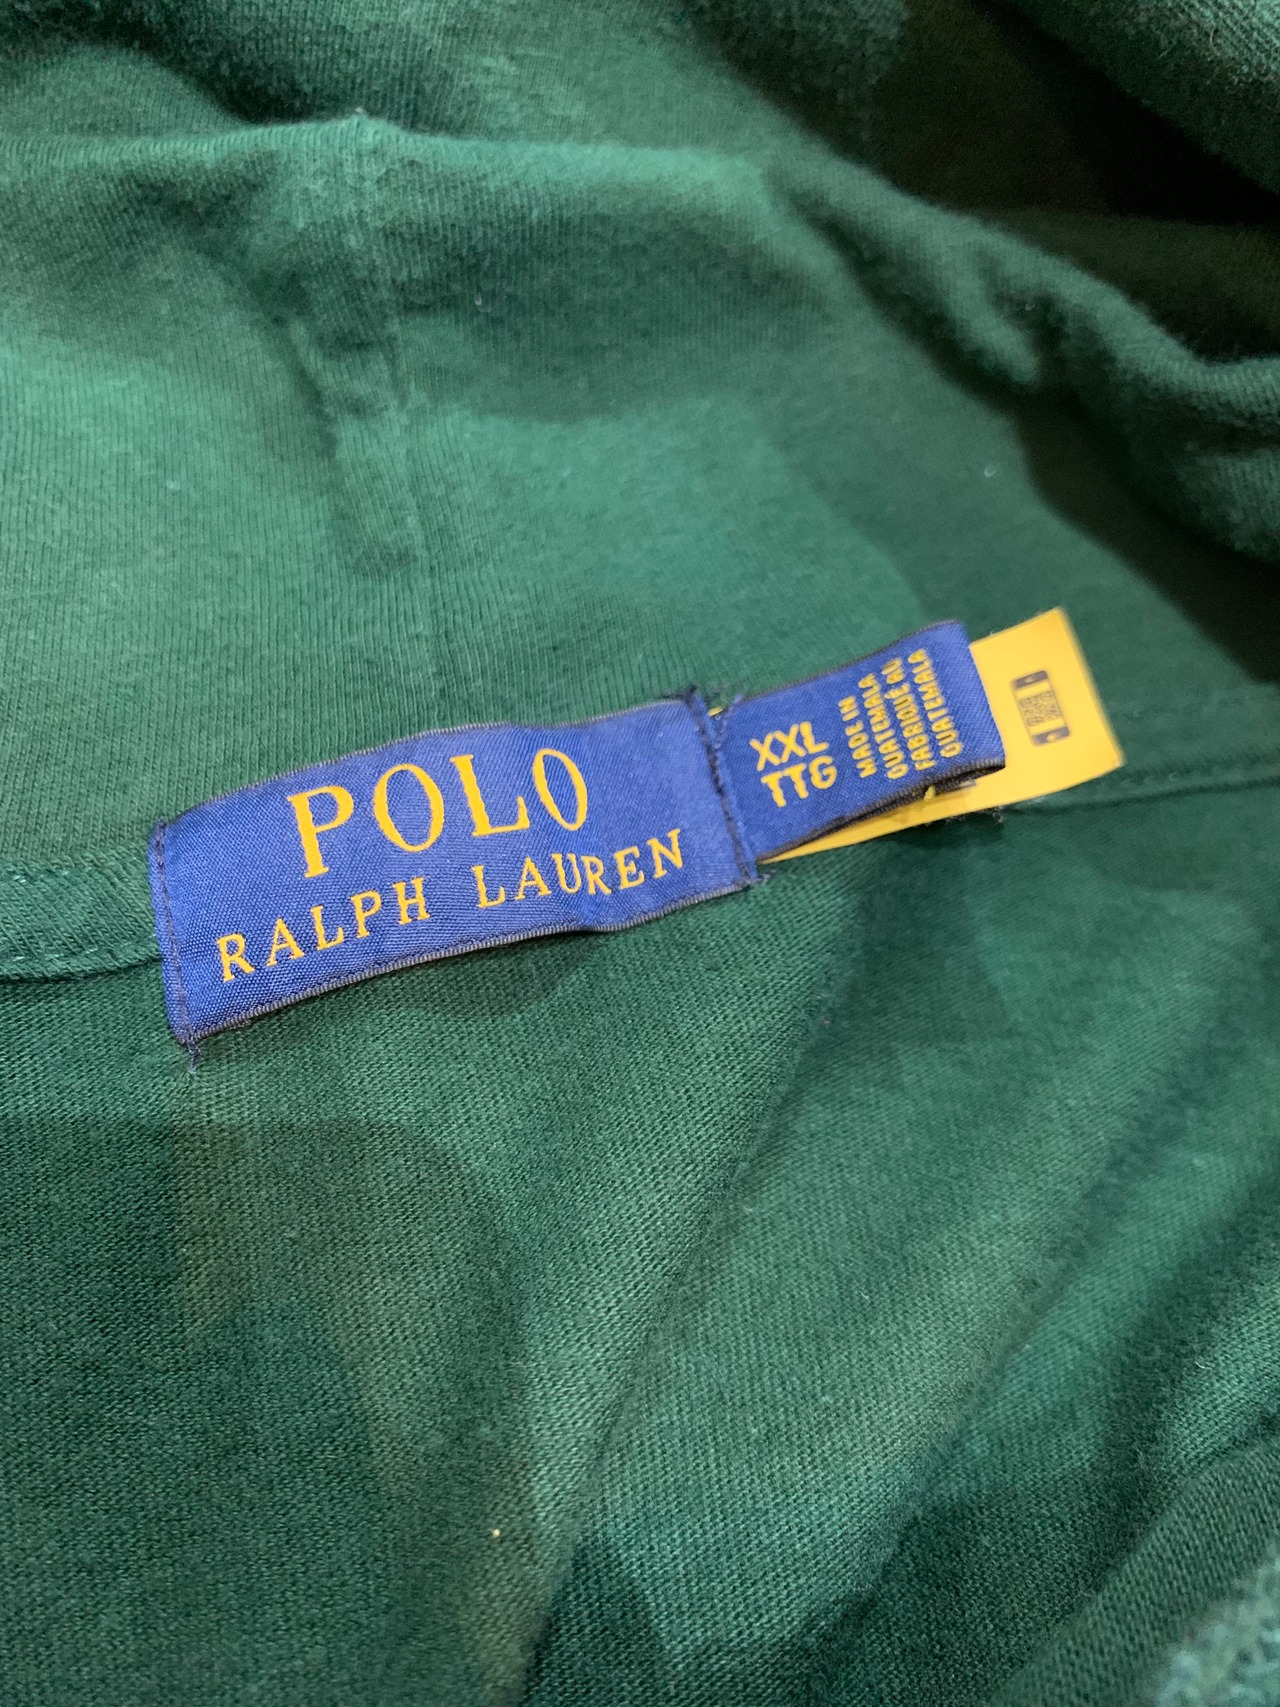 POLO
RALPH LAUREN
XXL
TTG
MADE IN
GUATEMALA
FABRIQUÉ AU
GUATEMALA